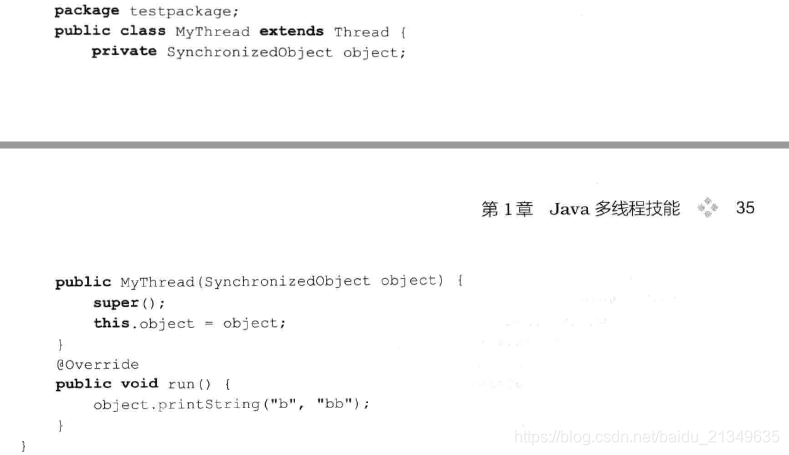 package testpackage;
public class MyThread extends Thread {
    private SynchronizedObject object;
第1章 Java 多线程技能 35
    public MyThread(SynchronizedObject object) {
        super();
        this.object = object;
    }
    @Override
    public void run() {
        object.printString("b", "bb");
    }
}
https://blog.csdn.net/baidu_21349635